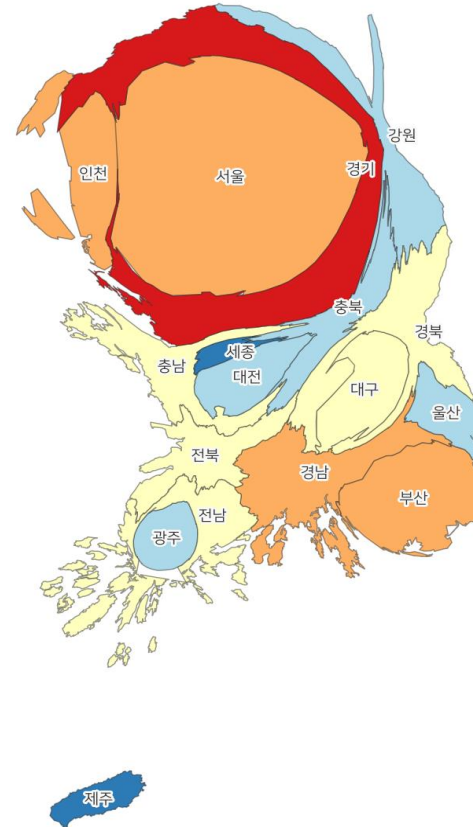 강원
인천
서울
경기
충북
경북
세종
충남
대전
대구
울산
전북
경남
부산
전남
광주
제주